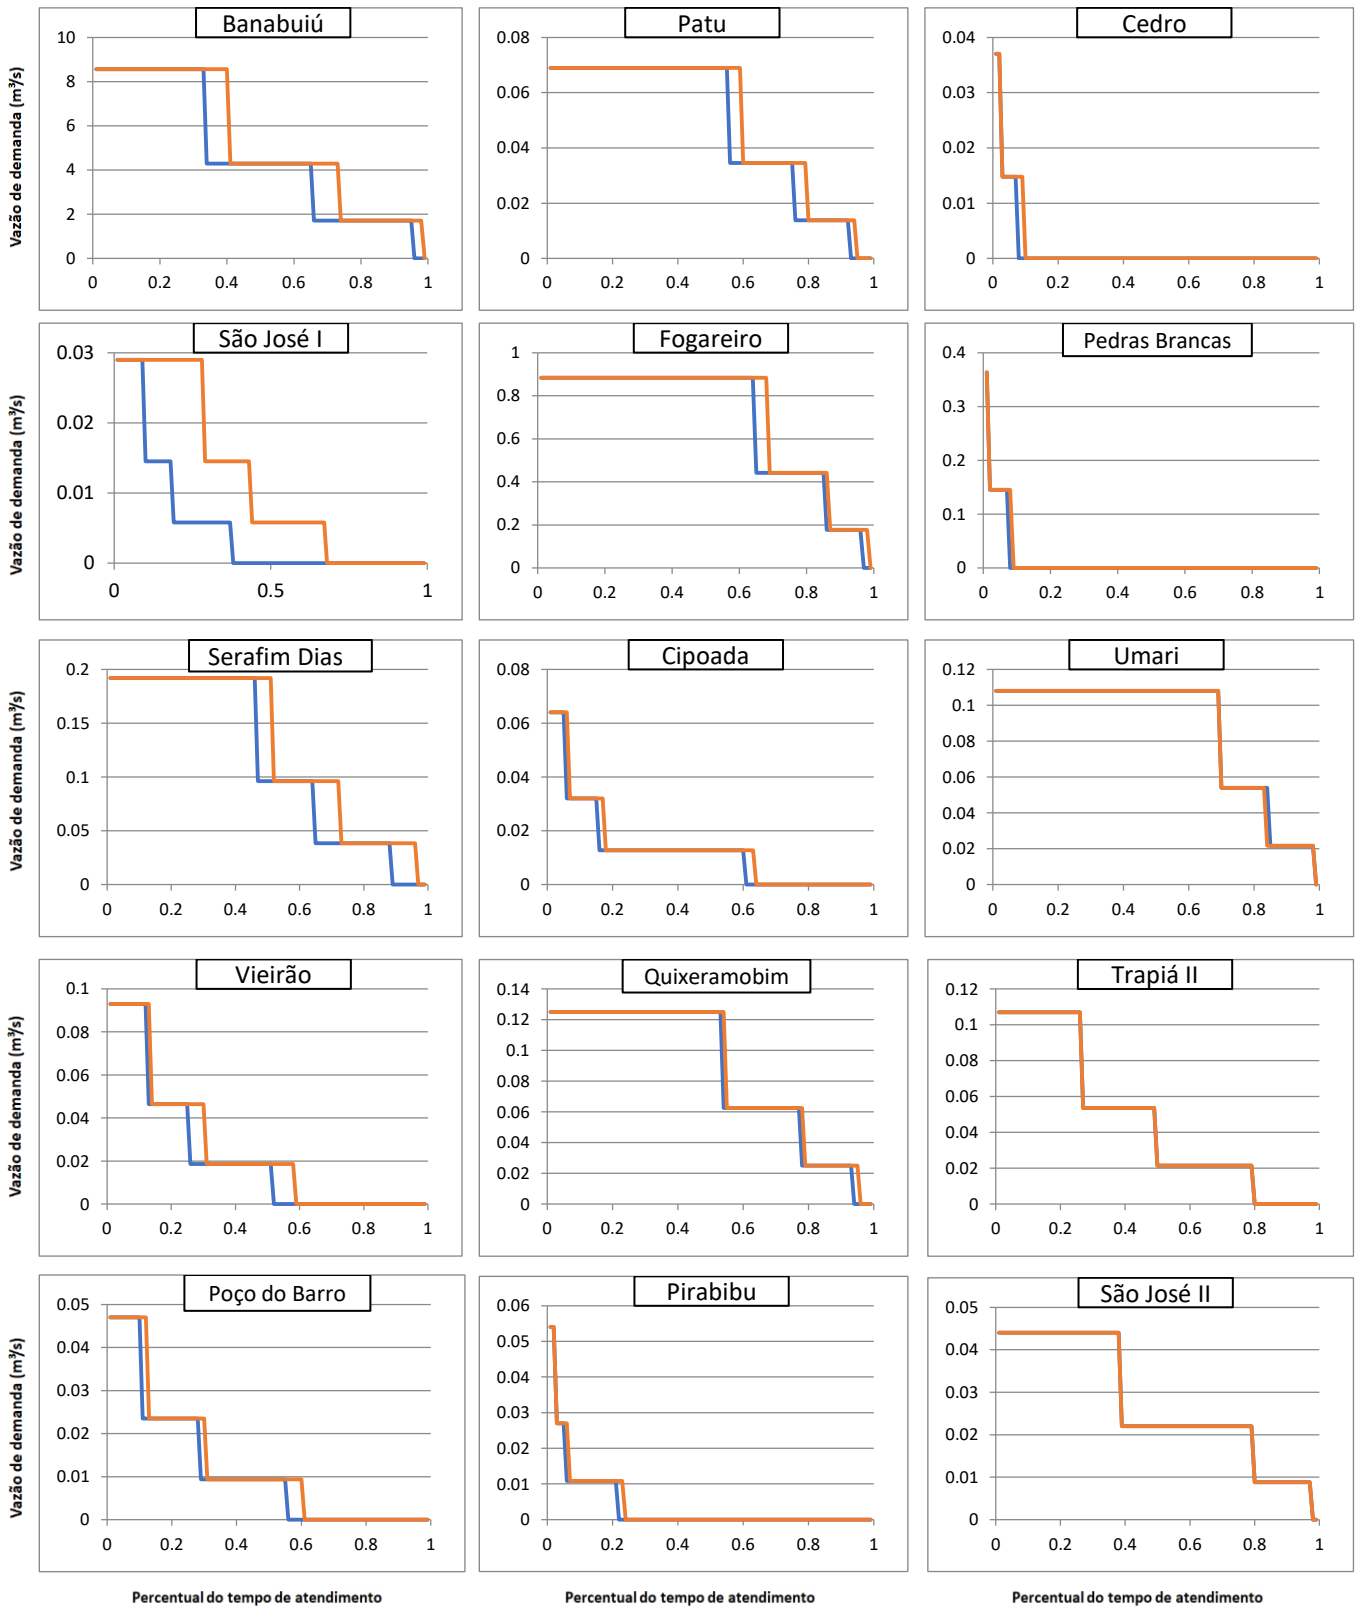 Banabuiú
Vazão de demanda (m³/s)
10
8
6
4
2
0
0 0.2 0.4 0.6 0.8 1
Patu
0.08
0.06
0.04
0.02
0
0 0.2 0.4 0.6 0.8 1
Cedro
0.04
0.03
0.02
0.01
0
0 0.2 0.4 0.6 0.8 1
São José I
Vazão de demanda (m³/s)
0.03
0.02
0.01
0
0 0.5 1
Fogareiro
1
0.8
0.6
0.4
0.2
0
0 0.2 0.4 0.6 0.8 1
Pedras Brancas
0.4
0.3
0.2
0.1
0
0 0.2 0.4 0.6 0.8 1
Serafim Dias
Vazão de demanda (m³/s)
0.2
0.15
0.1
0.05
0
0 0.2 0.4 0.6 0.8 1
Cipoada
0.08
0.06
0.04
0.02
0
0 0.2 0.4 0.6 0.8 1
Umari
0.12
0.1
0.08
0.06
0.04
0.02
0
0 0.2 0.4 0.6 0.8 1
Vieirão
Vazão de demanda (m³/s)
0.1
0.08
0.06
0.04
0.02
0
0 0.2 0.4 0.6 0.8 1
Quixeramobim
0.14
0.12
0.1
0.08
0.06
0.04
0.02
0
0 0.2 0.4 0.6 0.8 1
Trapiá II
0.12
0.1
0.08
0.06
0.04
0.02
0
0 0.2 0.4 0.6 0.8 1
Poço do Barro
Vazão de demanda (m³/s)
0.05
0.04
0.03
0.02
0.01
0
0 0.2 0.4 0.6 0.8 1
Percentual do tempo de atendimento
Pirabibu
0.06
0.05
0.04
0.03
0.02
0.01
0
0 0.2 0.4 0.6 0.8 1
Percentual do tempo de atendimento
São José II
0.05
0.04
0.03
0.02
0.01
0
0 0.2 0.4 0.6 0.8 1
Percentual do tempo de atendimento